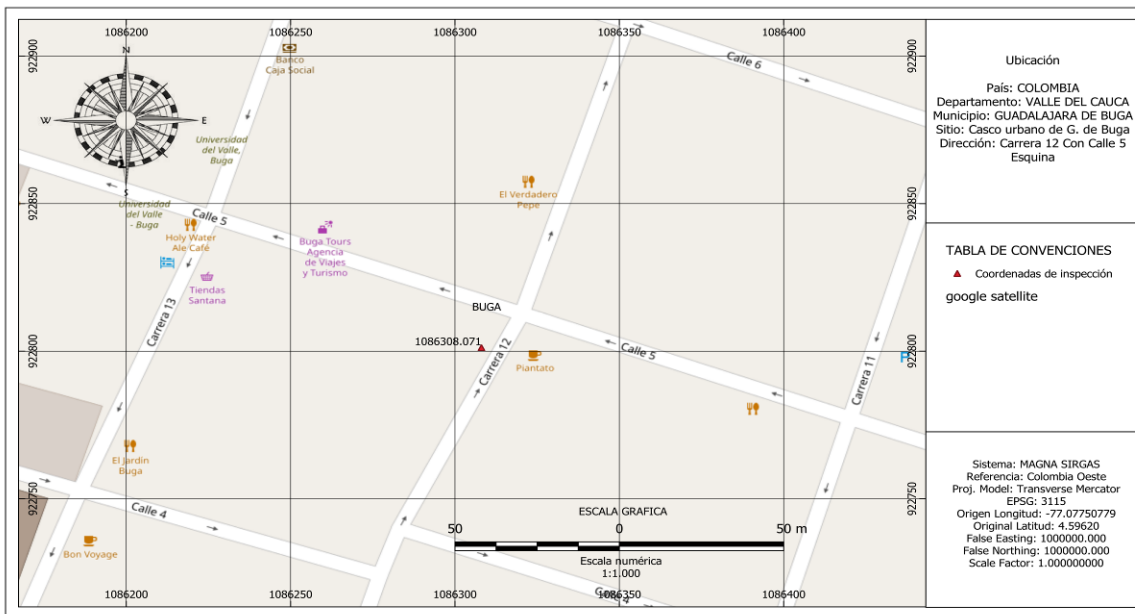 1086200
1086250
1086300
1086350
1086400
922900
922900
N
W
E
S
Banco
Caja Social
Calle 6
Universidad
del Valle,
Buga
922850
922850
Universidad
del Valle
- Buga
Calle 5
El Verdadero
Pepe
Holy Water
Ale Café
Buga Tours
Agencia
de Viajes
y Turismo
Tiendas
Santana
BUGA
Carrera 13
1086308.071
922800
922800
Carrera 12
Piantato
Calle 5
Carrera 11
P
El Jardin
Buga
922750
922750
Calle 4
Bon Voyage
ESCALA GRAFICA
50
0
50 m
Escala numérica
1:1.000
Calle 4
1086200
1086250
1086300
1086350
1086400
Ubicación
País: COLOMBIA
Departamento: VALLE DEL CAUCA
Municipio: GUADALAJARA DE BUGA
Sitio: Casco urbano de G. de Buga
Dirección: Carrera 12 Con Calle 5
Esquina
TABLA DE CONVENCIONES
Coordenadas de inspección
google satellite
Sistema: MAGNA SIRGAS
Referencia: Colombia Oeste
Proj. Model: Transverse Mercator
EPSG: 3115
Origen Longitud: -77.07750779
Original Latitud: 4.59620
False Easting: 1000000.000
False Northing: 1000000.000
Scale Factor: 1.000000000